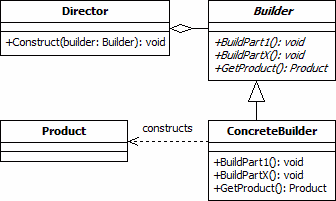 Director
+Construct(builder: Builder): void
Builder
+BuildPart1(): void
+BuildPartX(): void
+GetProduct(): Product
Product
constructs
ConcreteBuilder
+BuildPart1(): void
+BuildPartX(): void
+GetProduct(): Product